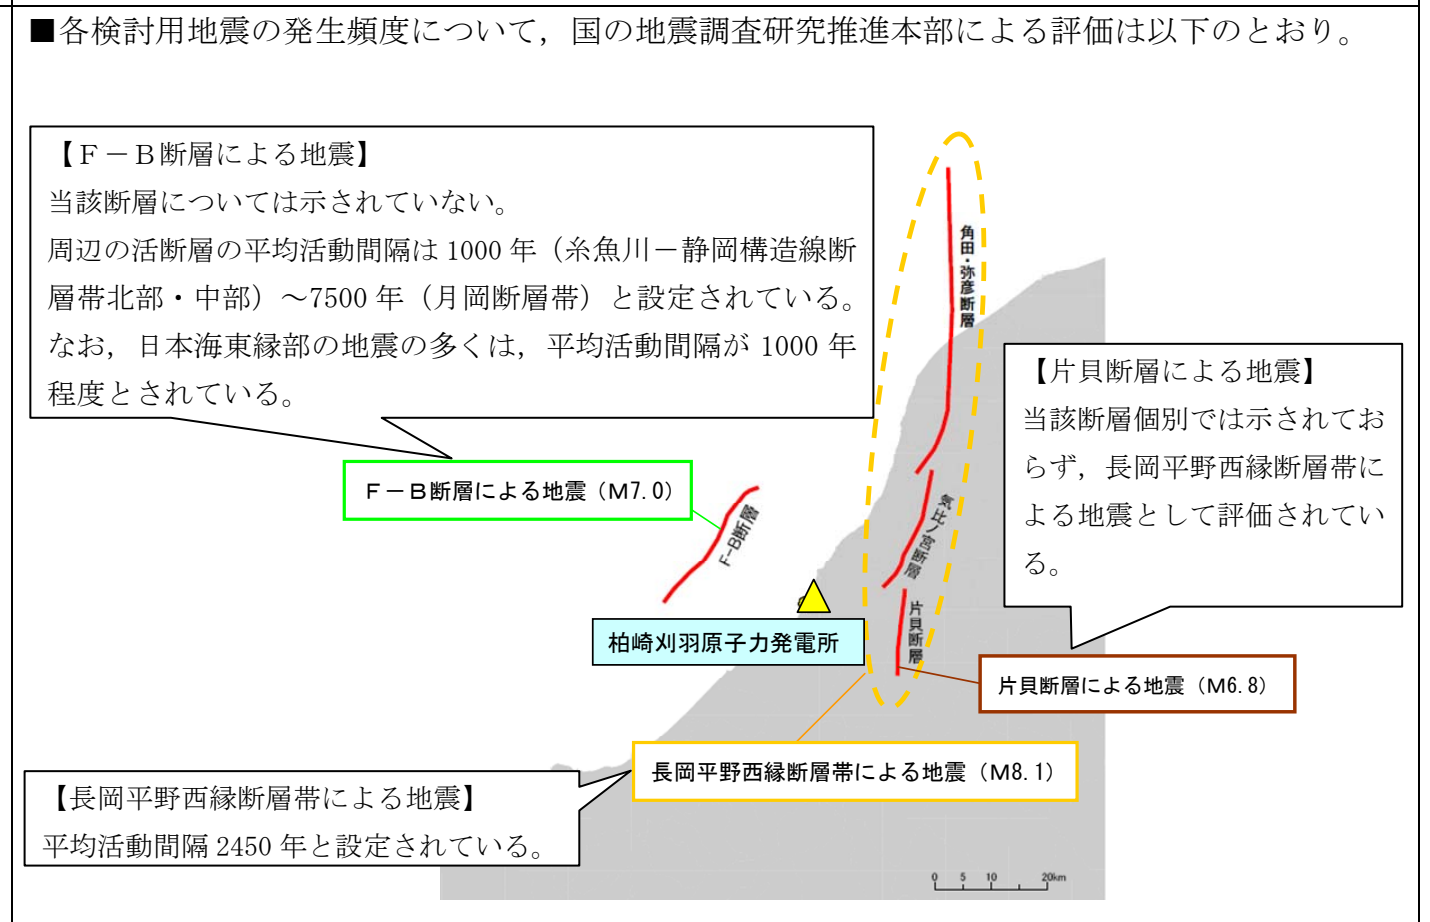 ■各検討用地震の発生頻度について，国の地震調査研究推進本部による評価は以下のとおり。
【Ｆ－Ｂ断層による地震】
当該断層については示されていない。
周辺の活断層の平均活動間隔は 1000 年（糸魚川－静岡構造線断
層帯北部・中部）～7500 年（月岡断層帯）と設定されている。
なお，日本海東縁部の地震の多くは，平均活動間隔が 1000 年
程度とされている。
角田・弥彦断層
【片貝断層による地震】
当該断層個別では示されてお
らず，長岡平野西縁断層帯に
よる地震として評価されてい
る。
Ｆ－Ｂ断層による地震（M7.0）
F-B断層
気比ノ宮断層
片貝断層
柏崎刈羽原子力発電所
片貝断層による地震（M6.8）
長岡平野西縁断層帯による地震（M8.1）
【長岡平野西縁断層帯による地震】
平均活動間隔 2450 年と設定されている。
0 5 10 20km